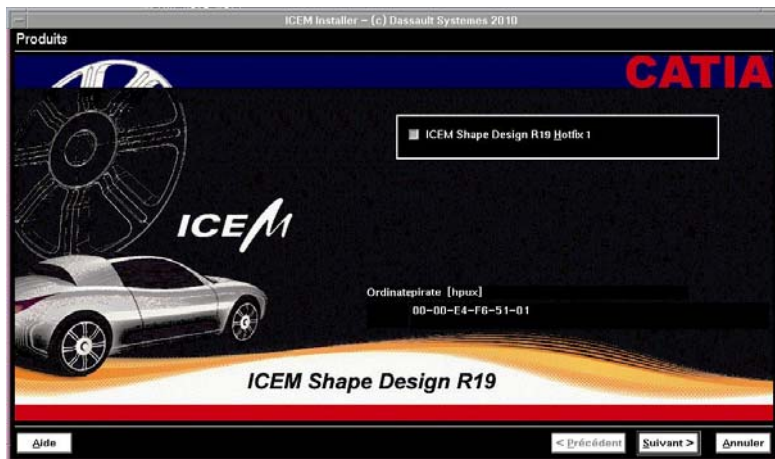 ICEM Installer - (c) Dassault Systemes 2010
Produits
CATIA
ICEM Shape Design R19 Hotfix 1
ICEM
Ordinatepirate [hpux]
00-00-E4-F6-51-01
ICEM Shape Design R19
Aide
< Précédent
Suivant >
Annuler